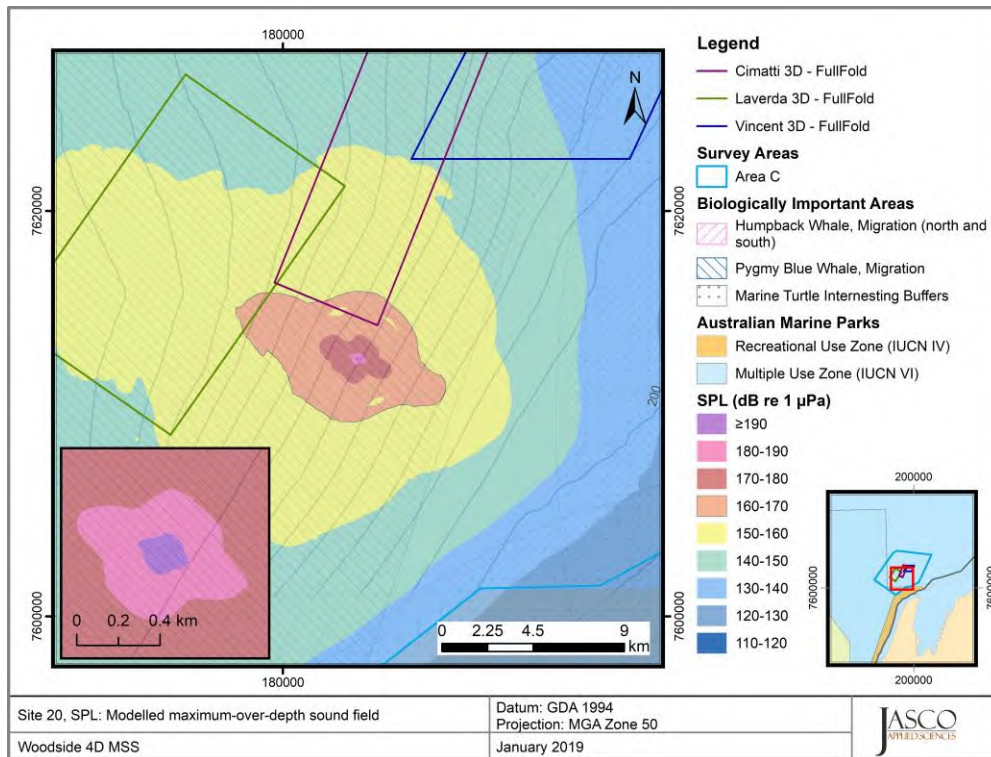 180000
N
7620000
7620000
200
7600000
7600000
0 0.2 0.4 km
0 2.25 4.5 9
km
180000
Legend
Cimatti 3D - FullFold
Laverda 3D - FullFold
Vincent 3D - FullFold
Survey Areas
Area C
Biologically Important Areas
Humpback Whale, Migration (north and
south)
Pygmy Blue Whale, Migration
Marine Turtle Internesting Buffers
Australian Marine Parks
Recreational Use Zone (IUCN IV)
Multiple Use Zone (IUCN VI)
SPL (dB re 1 µPa)
≥190
180-190
170-180
160-170
150-160
140-150
130-140
120-130
110-120
200000
7600000
7600000
200000
Site 20, SPL: Modelled maximum-over-depth sound field
Woodside 4D MSS
Datum: GDA 1994
Projection: MGA Zone 50
January 2019
JASCO
APPLIED SCIENCES